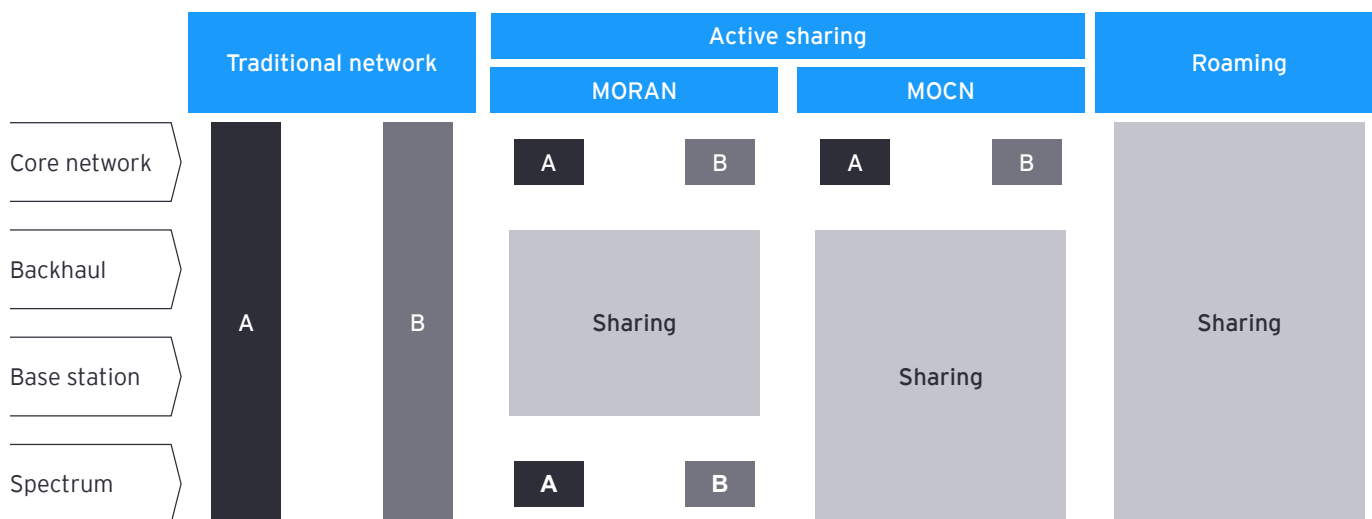 Traditional network
Active sharing
Roaming
MORAN
MOCN
Core network
A
B
A
B
Backhaul
Sharing
A
B
Sharing
Base station
Sharing
Spectrum
A
B